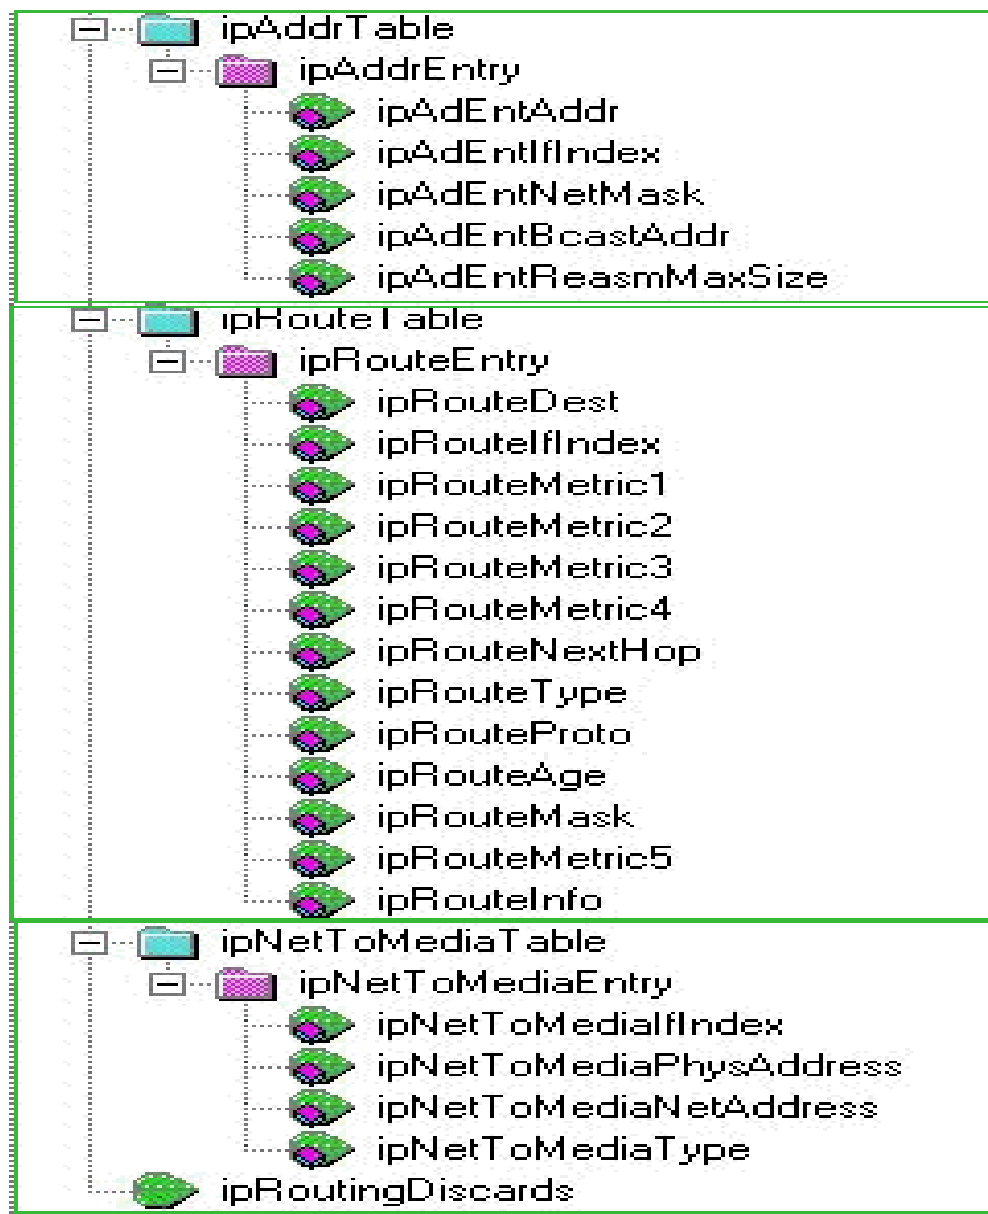 ipAddrTable
ipAddrEntry
ipAdEntAddr
ipAdEntIfIndex
ipAdEntNetMask
ipAdEntBcastAddr
ipAdEntReasmMaxSize
ipRouteTable
ipRouteEntry
ipRouteDest
ipRouteIfIndex
ipRouteMetric1
ipRouteMetric2
ipRouteMetric3
ipRouteMetric4
ipRouteNextHop
ipRouteType
ipRouteProto
ipRouteAge
ipRouteMask
ipRouteMetric5
ipRouteInfo
ipNetToMediaTable
ipNetToMediaEntry
ipNetToMediaIfIndex
ipNetToMediaPhysAddress
ipNetToMediaNetAddress
ipNetToMediaType
ipRoutingDiscards